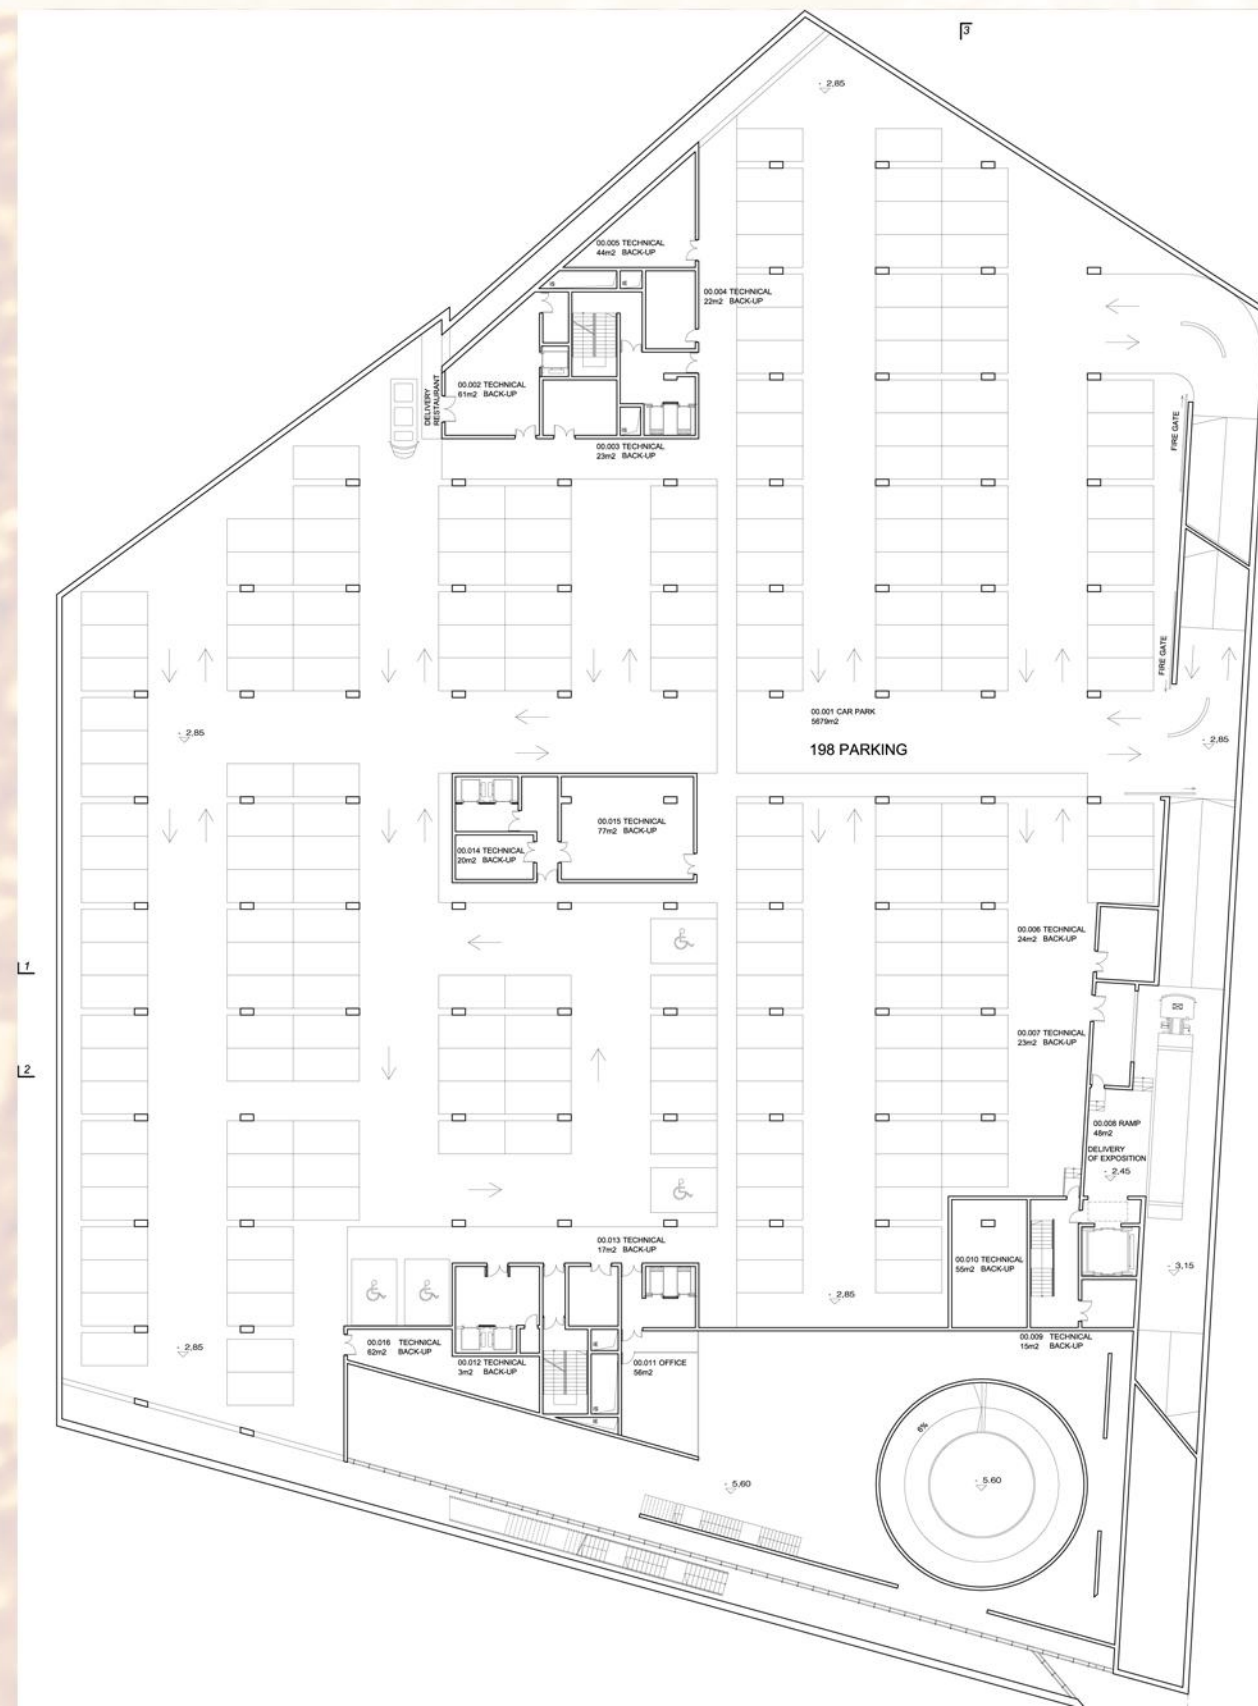 3
- 2,85
00.005 TECHNICAL
44m2 BACK-UP
00.004 TECHNICAL
22m2 BACK-UP
00.002 TECHNICAL
61m2 BACK-UP
DELIVERY
RESTAURANT
00.003 TECHNICAL
23m2 BACK-UP
FIRE GATE
FIRE GATE
00.001 CAR PARK
5679m2
198 PARKING
- 2,85
- 2,85
00.015 TECHNICAL
77m2 BACK-UP
00.014 TECHNICAL
20m2 BACK-UP
00.006 TECHNICAL
24m2 BACK-UP
1
00.007 TECHNICAL
23m2 BACK-UP
2
00.008 RAMP
48m2
DELIVERY
OF EXPOSITION
- 2,45
00.013 TECHNICAL
17m2 BACK-UP
00.010 TECHNICAL
55m2 BACK-UP
- 3,15
- 2,85
00.009 TECHNICAL
15m2 BACK-UP
- 2,85
00.016 TECHNICAL
62m2 BACK-UP
00.012 TECHNICAL
3m2 BACK-UP
00.011 OFFICE
56m2
6%
- 5,60
- 5,60